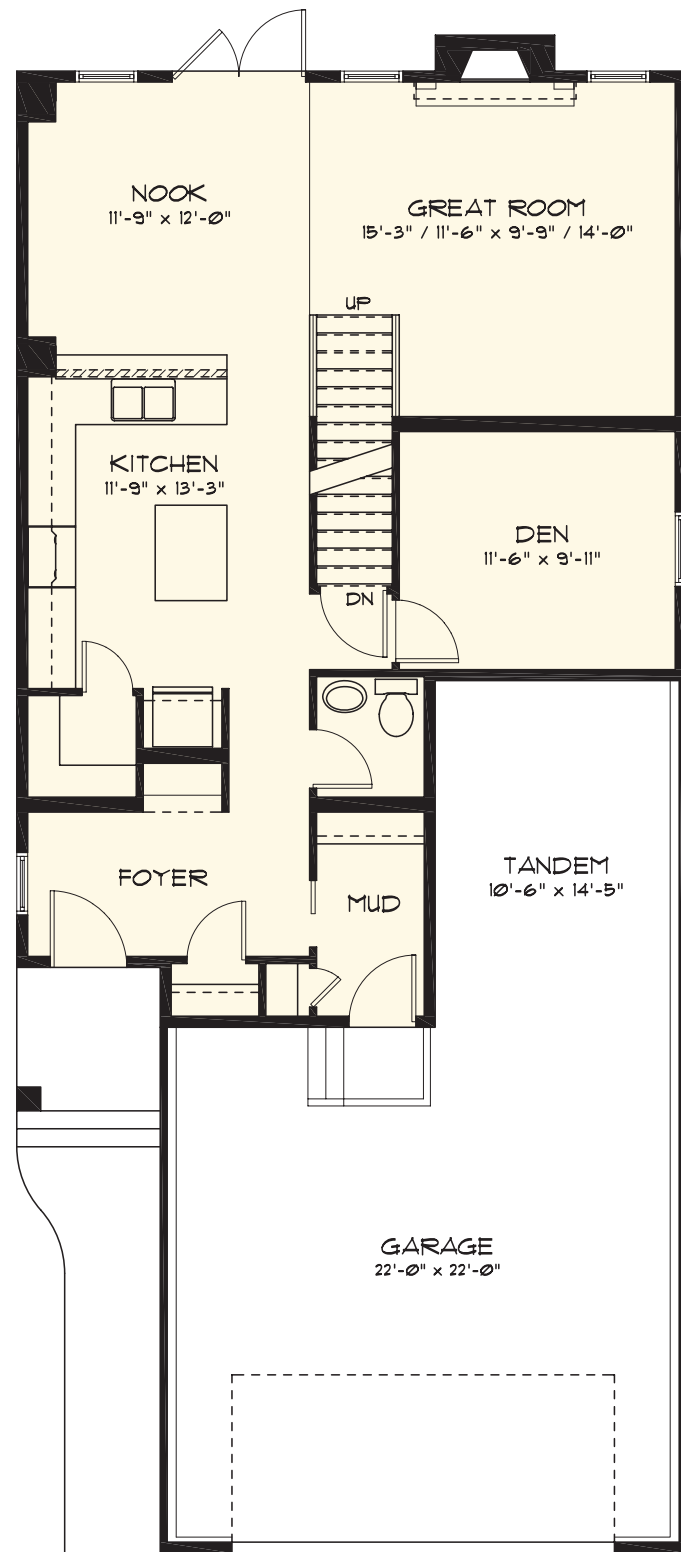 NOOK
11'-9" x 12'-0"
GREAT ROOM
15'-3" / 11'-6" x 9'-9" / 14'-0"
UP
KITCHEN
11'-9" x 13'-3"
DEN
11'-6" x 9'-11"
DN
FOYER
MUD
TANDEM
10'-6" x 14'-5"
GARAGE
22'-0" x 22'-0"